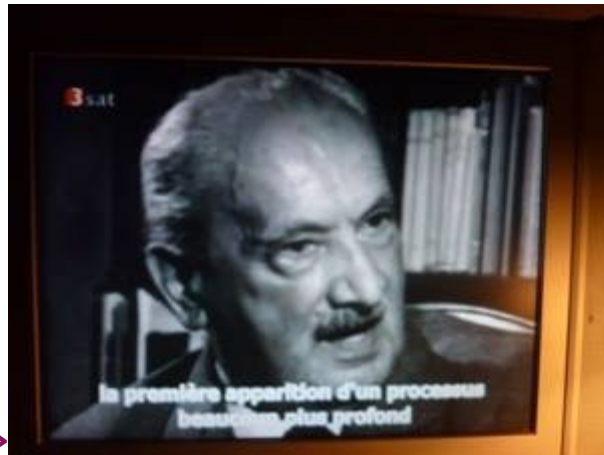 3sat
la première apparition d'un processus
beaucoup plus profond